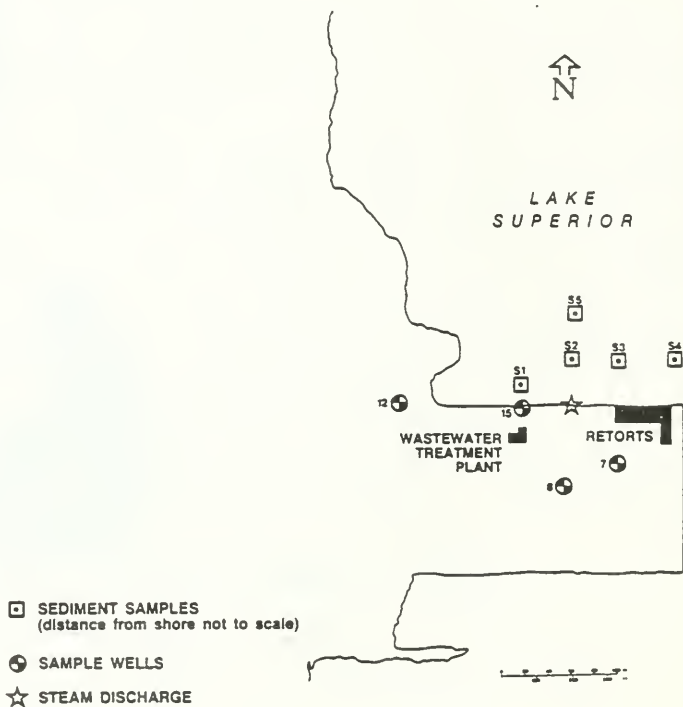 N
LAKE
SUPERIOR
S5
S2
S3
S4
S1
12
15
WASTEWATER
TREATMENT
PLANT
RETORTS
7
SEDIMENT SAMPLES
(distance from shore not to scale)
SAMPLE WELLS
STEAM DISCHARGE